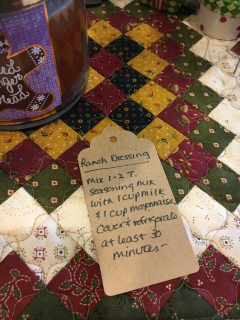 Ranch Dressing
Mix 1-2 T.
Seasoning mix
with 1 cup milk
& 1 cup mayonnaise
Cover & refrigerate
at least 30
minutes-